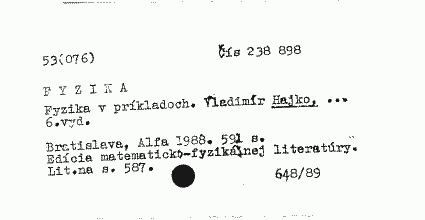 53(076)
Čís 238 898
F Y Z I K A
Fyzika v príkladoch. Vladimír Hajko, ...
6.vyd.
Bratislava, Alfa 1988. 591 s.
Edícia matematicko-fyzikálnej literatúry.
Lit.na s. 587.
648/89